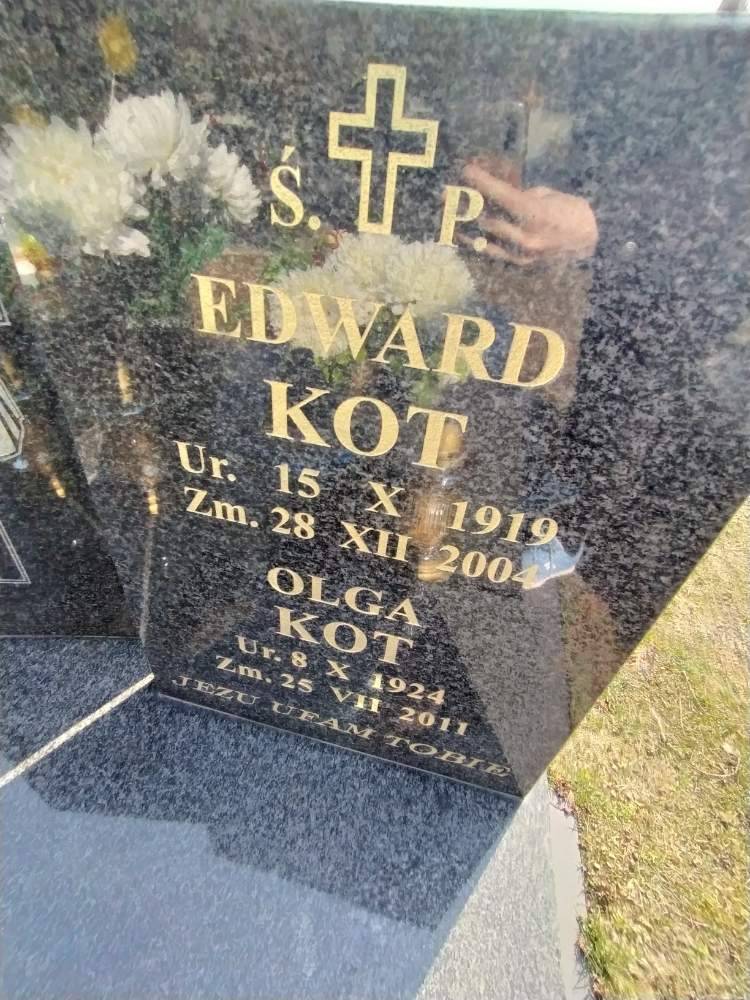 Ś. P.
EDWARD
KOT
Ur. 15 X 1919
Zm. 28 XII 2004
OLGA
KOT
Ur. 8 X 1924
Zm. 25 VII 2011
JEZU UFAM TOBIE